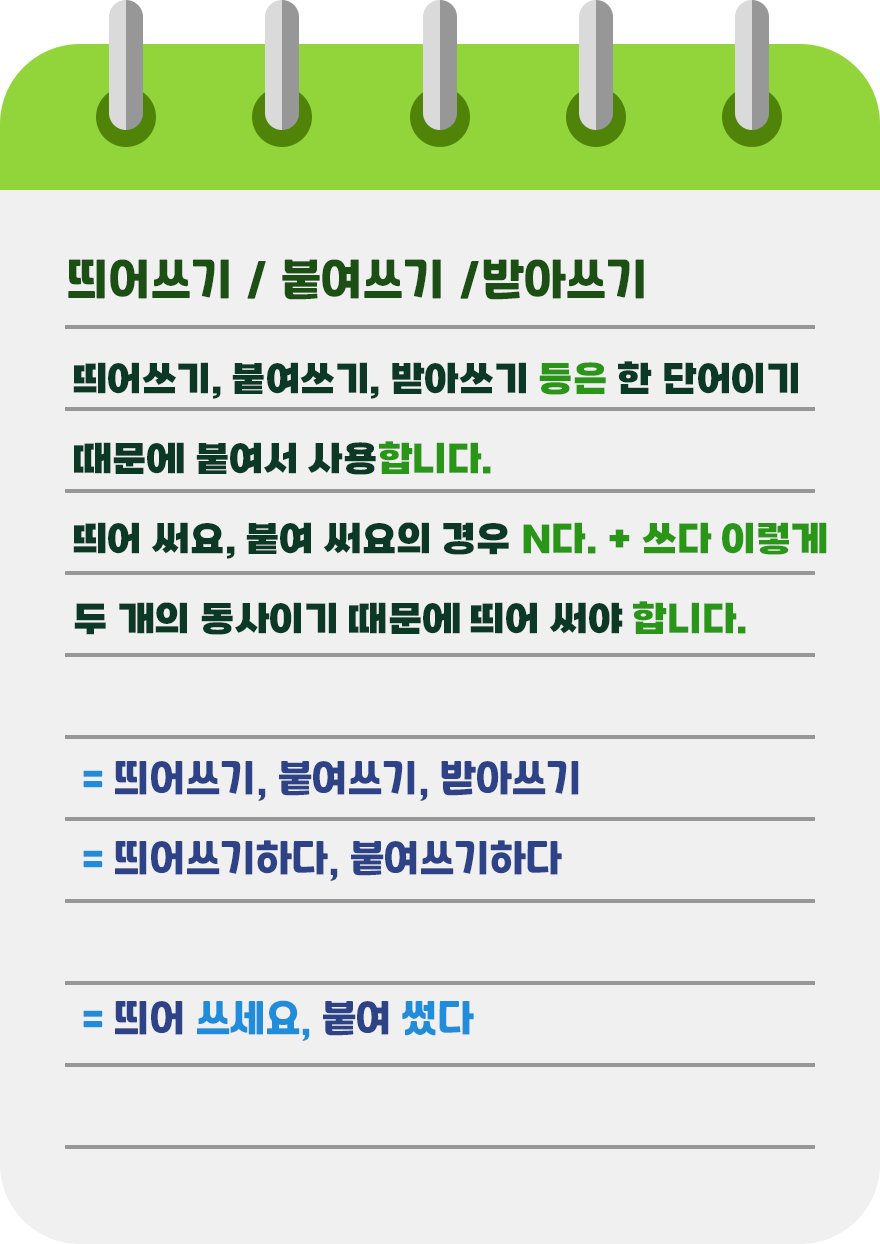 띄어쓰기 / 붙여쓰기 /받아쓰기
띄어쓰기, 붙여쓰기, 받아쓰기 등은 한 단어이기
때문에 붙여서 사용합니다.
띄어 써요, 붙여 써요의 경우 N다. + 쓰다 이렇게
두 개의 동사이기 때문에 띄어 써야 합니다.
= 띄어쓰기, 붙여쓰기, 받아쓰기
= 띄어쓰기하다, 붙여쓰기하다
= 띄어 쓰세요, 붙여 썼다